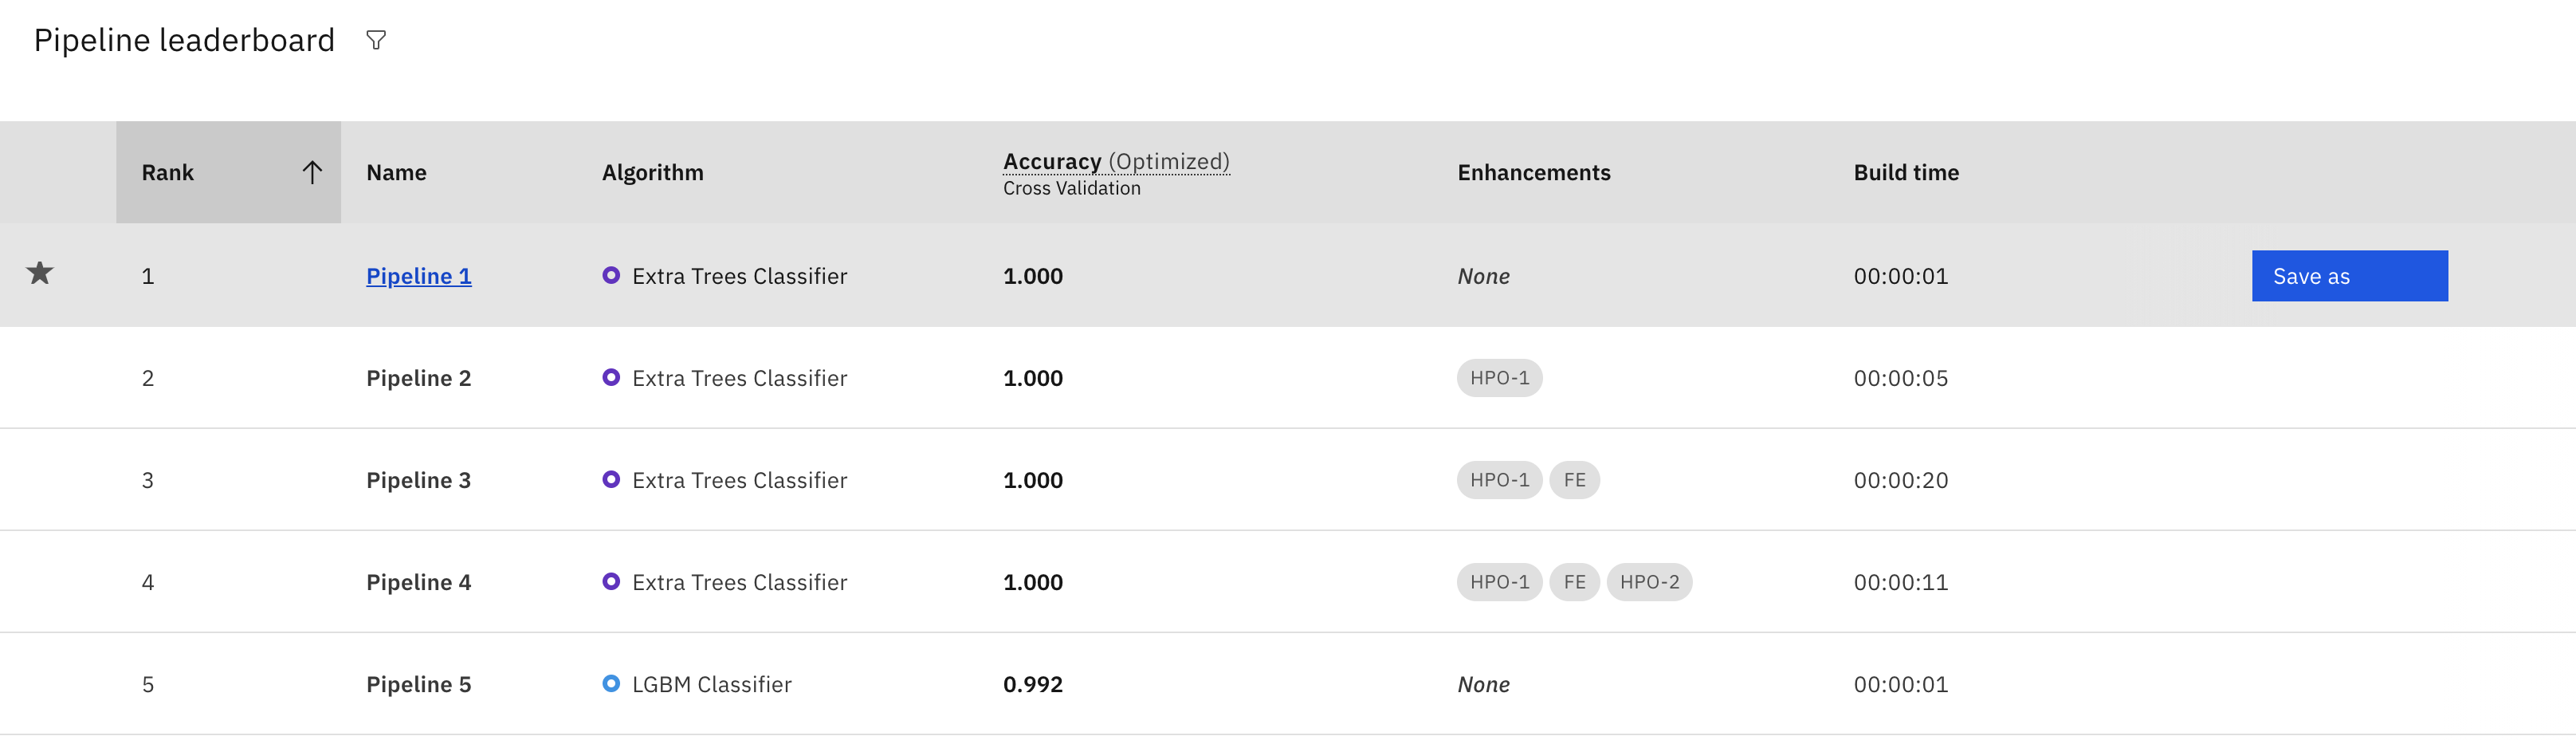 Pipeline leaderboard
Rank Name Algorithm Accuracy (Optimized) Enhancements Build time
Cross Validation
1 Pipeline 1 Extra Trees Classifier 1.000 None 00:00:01 Save as
2 Pipeline 2 Extra Trees Classifier 1.000 HPO-1 00:00:05
3 Pipeline 3 Extra Trees Classifier 1.000 HPO-1 FE 00:00:20
4 Pipeline 4 Extra Trees Classifier 1.000 HPO-1 FE HPO-2 00:00:11
5 Pipeline 5 LGBM Classifier 0.992 None 00:00:01